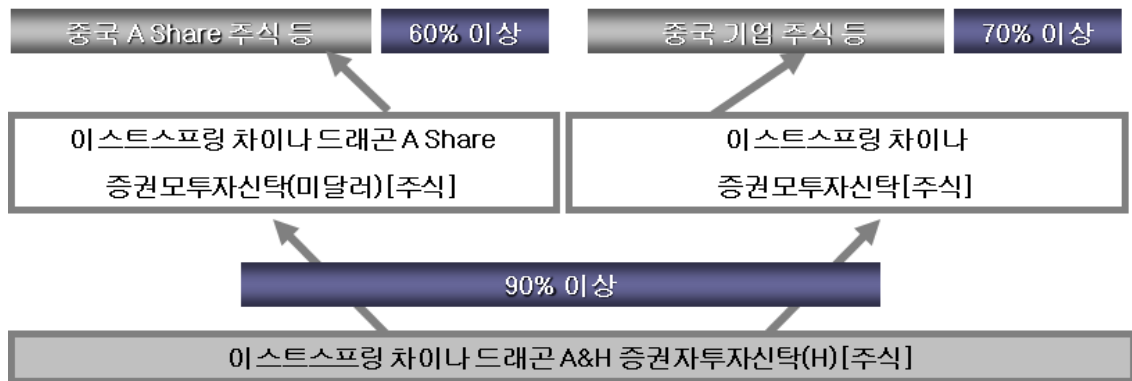 중국 A Share 주식 등
60% 이상
중국 기업 주식 등
70% 이상
이스트스프링 차이나 드래곤 A Share
증권모투자신탁(미달러)[주식]
이스트스프링 차이나
증권모투자신탁[주식]
90% 이상
이스트스프링 차이나 드래곤 A&H 증권자투자신탁(H)[주식]